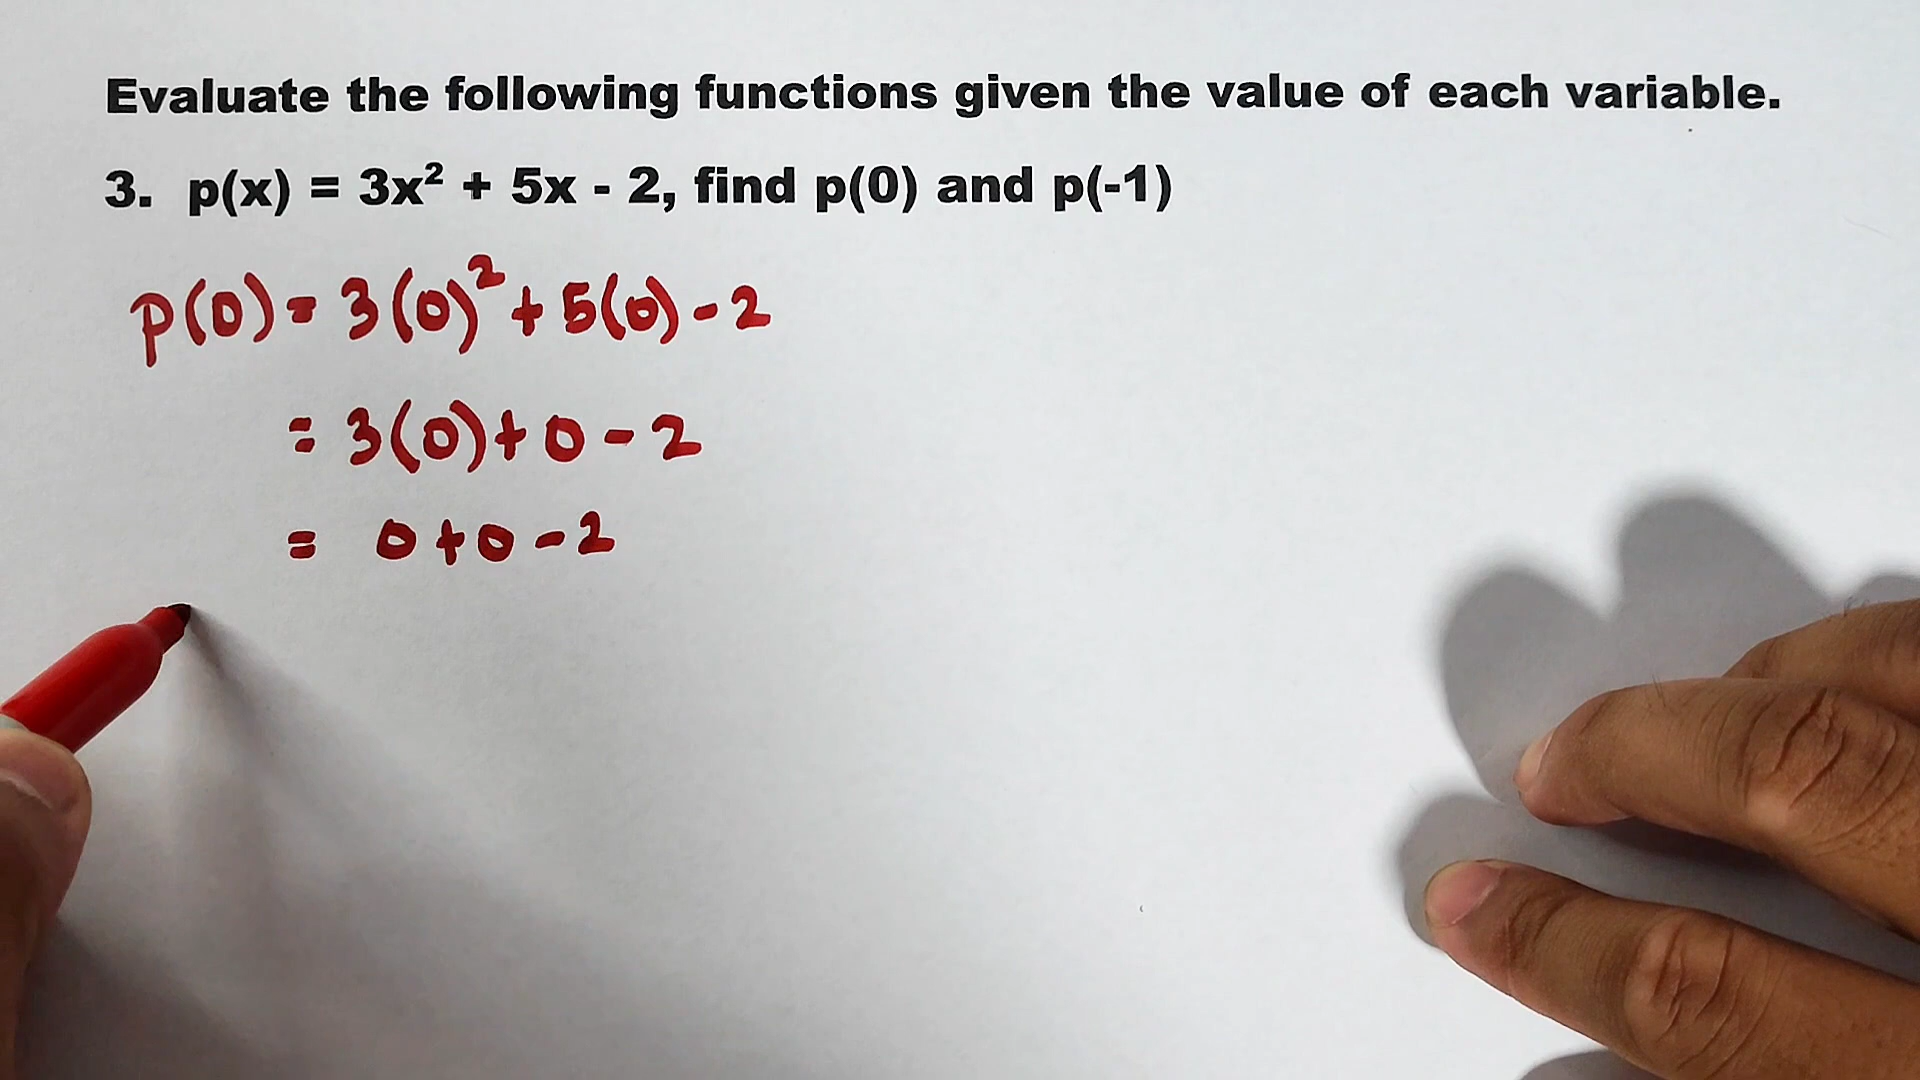 Evaluate the following functions given the value of each variable.
3. p(x) = 3x² + 5x - 2, find p(0) and p(-1)
p(0) = 3(0)² + 5(0) - 2
= 3(0) + 0 - 2
= 0 + 0 - 2